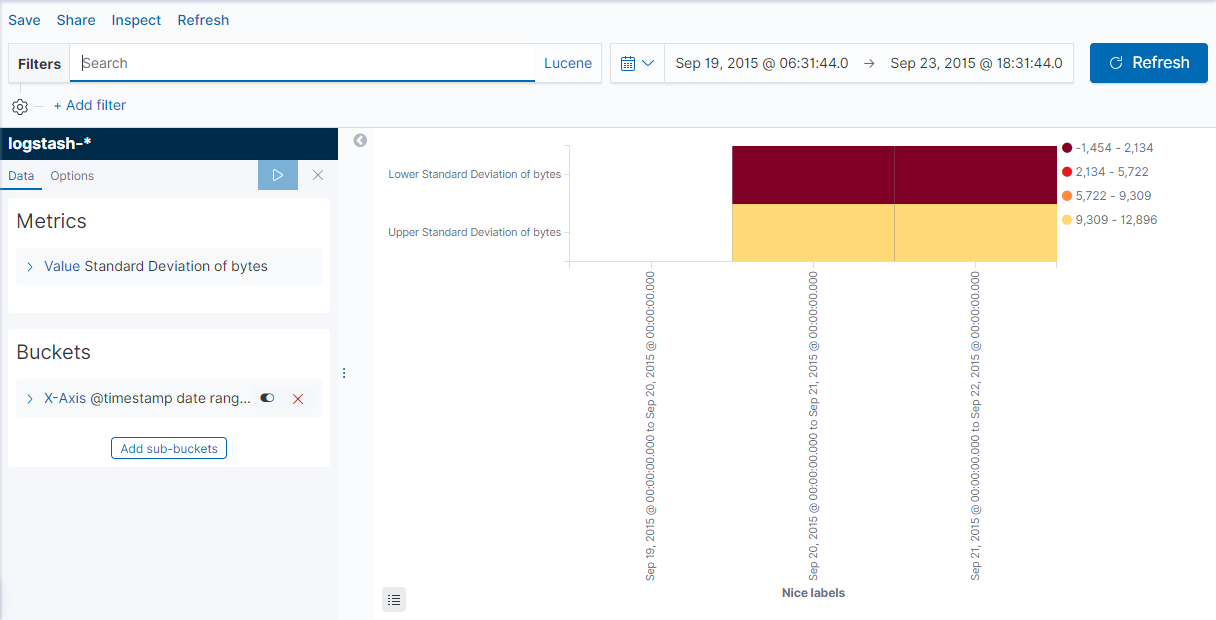 Save Share Inspect Refresh
Filters Search Lucene Sep 19, 2015 @ 06:31:44.0 → Sep 23, 2015 @ 18:31:44.0 Refresh
+ Add filter
logstash-*
Data Options
Metrics
Value Standard Deviation of bytes
Buckets
X-Axis @timestamp date rang...
Add sub-buckets
Lower Standard Deviation of bytes
Upper Standard Deviation of bytes
Sep 19, 2015 @ 00:00:00.000 to Sep 20, 2015 @ 00:00:00.000
Sep 20, 2015 @ 00:00:00.000 to Sep 21, 2015 @ 00:00:00.000
Sep 21, 2015 @ 00:00:00.000 to Sep 22, 2015 @ 00:00:00.000
Nice labels
-1,454 - 2,134
2,134 - 5,722
5,722 - 9,309
9,309 - 12,896